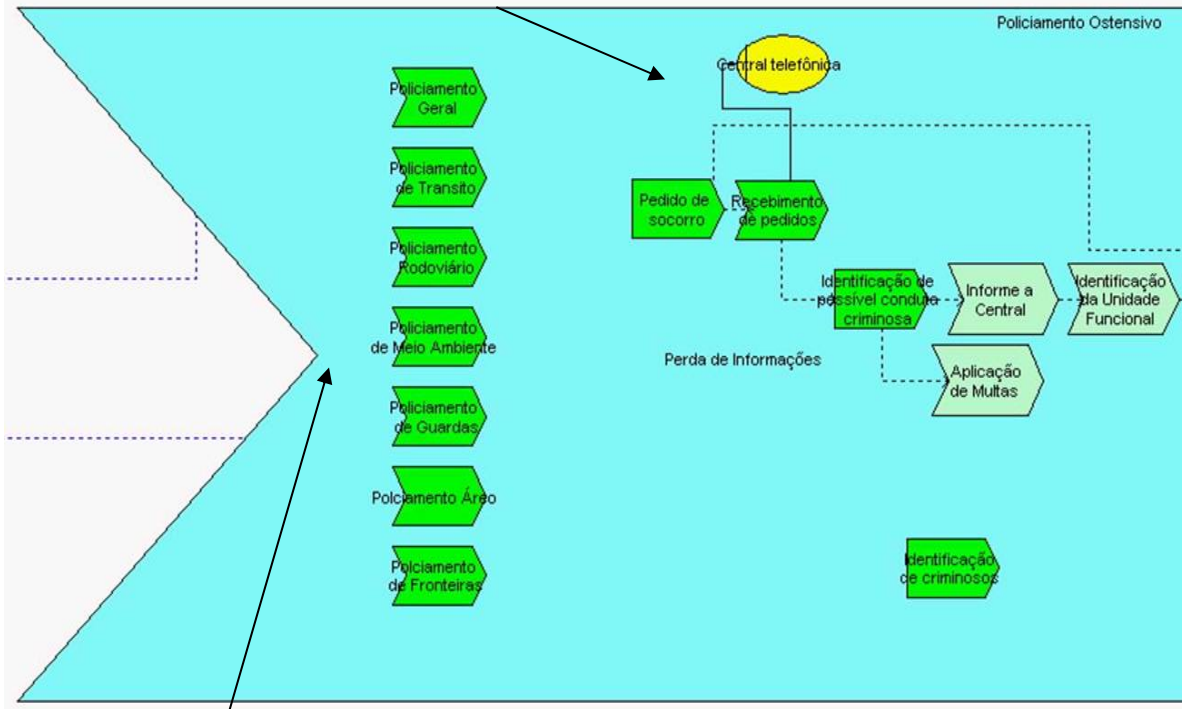 Policiamento Ostensivo
Central telefônica
Policiamento
Geral
Policiamento
de Transíto
Policiamento
Rodoviário
Policiamento
de Meio Ambiente
Policiamento
de Guardas
Polciamento Áreo
Polciamento
de Fronteiras
Pedido de
socorro
Recebimento
de pedidos
Identificação de
possível conduta
criminosa
Informe a
Central
Identificação
da Unidade
Funcional
Perda de Informações
Aplicação
de Multas
Identificação
de criminosos